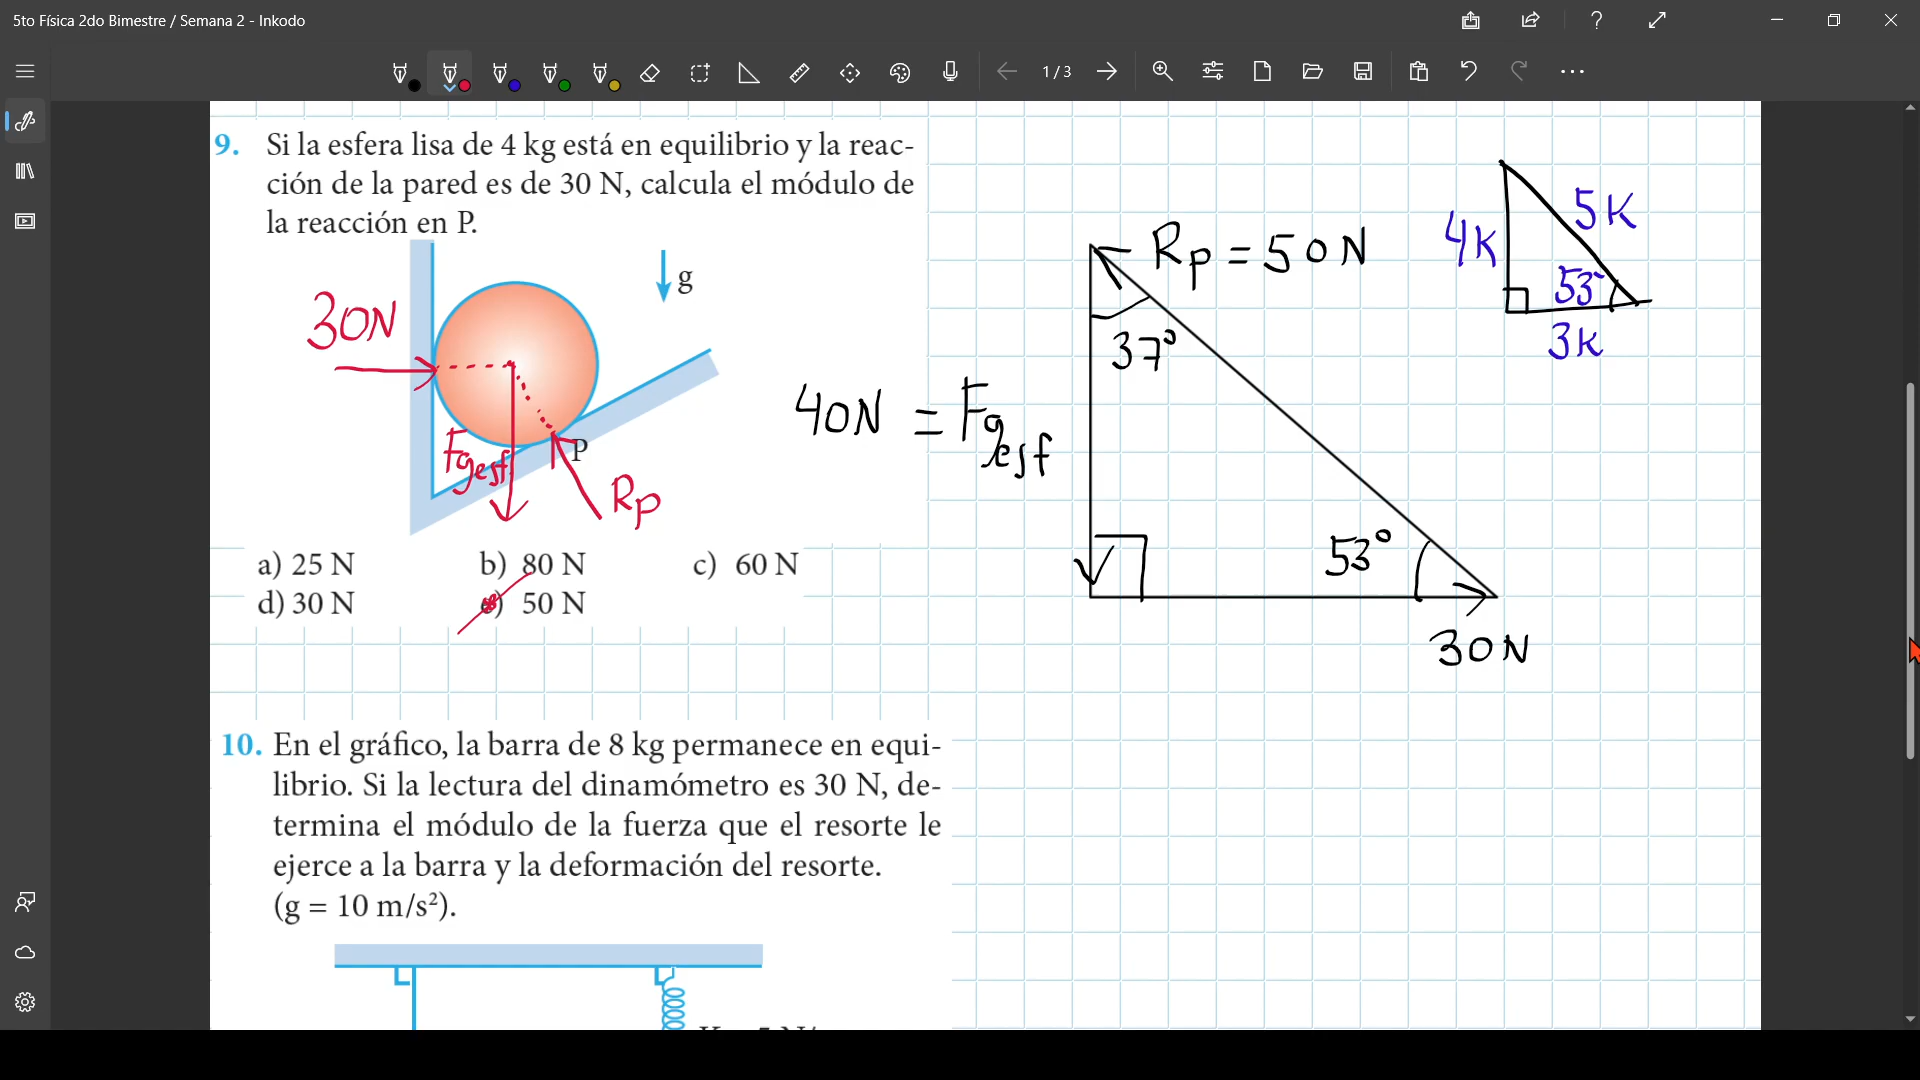 5to Física 2do Bimestre / Semana 2 - Inkodo
1 / 3
9. Si la esfera lisa de 4 kg está en equilibrio y la reac-
ción de la pared es de 30 N, calcula el módulo de
la reacción en P.
g
30N
P
Fg esf
Rp
a) 25 N
b) 80 N
c) 60 N
d) 30 N
50 N
Rp = 50N
37°
40N = Fg esf
53°
30N
4K
5K
53°
3K
10. En el gráfico, la barra de 8 kg permanece en equi-
librio. Si la lectura del dinamómetro es 30 N, de-
termina el módulo de la fuerza que el resorte le
ejerce a la barra y la deformación del resorte.
(g = 10 m/s²).